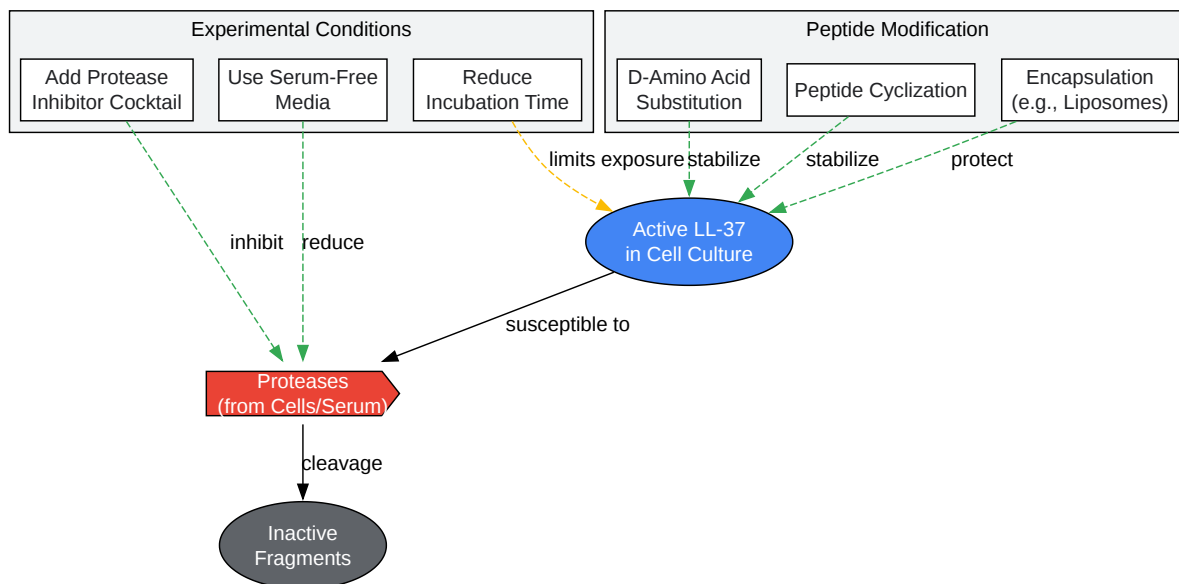 Experimental Conditions
Peptide Modification
Add Protease
Inhibitor Cocktail
Use Serum-Free
Media
Reduce
Incubation Time
D-Amino Acid
Substitution
Peptide Cyclization
Encapsulation
(e.g., Liposomes)
limits exposure
stabilize
stabilize
protect
inhibit
reduce
Active LL-37
in Cell Culture
susceptible to
Proteases
(from Cells/Serum)
cleavage
Inactive
Fragments